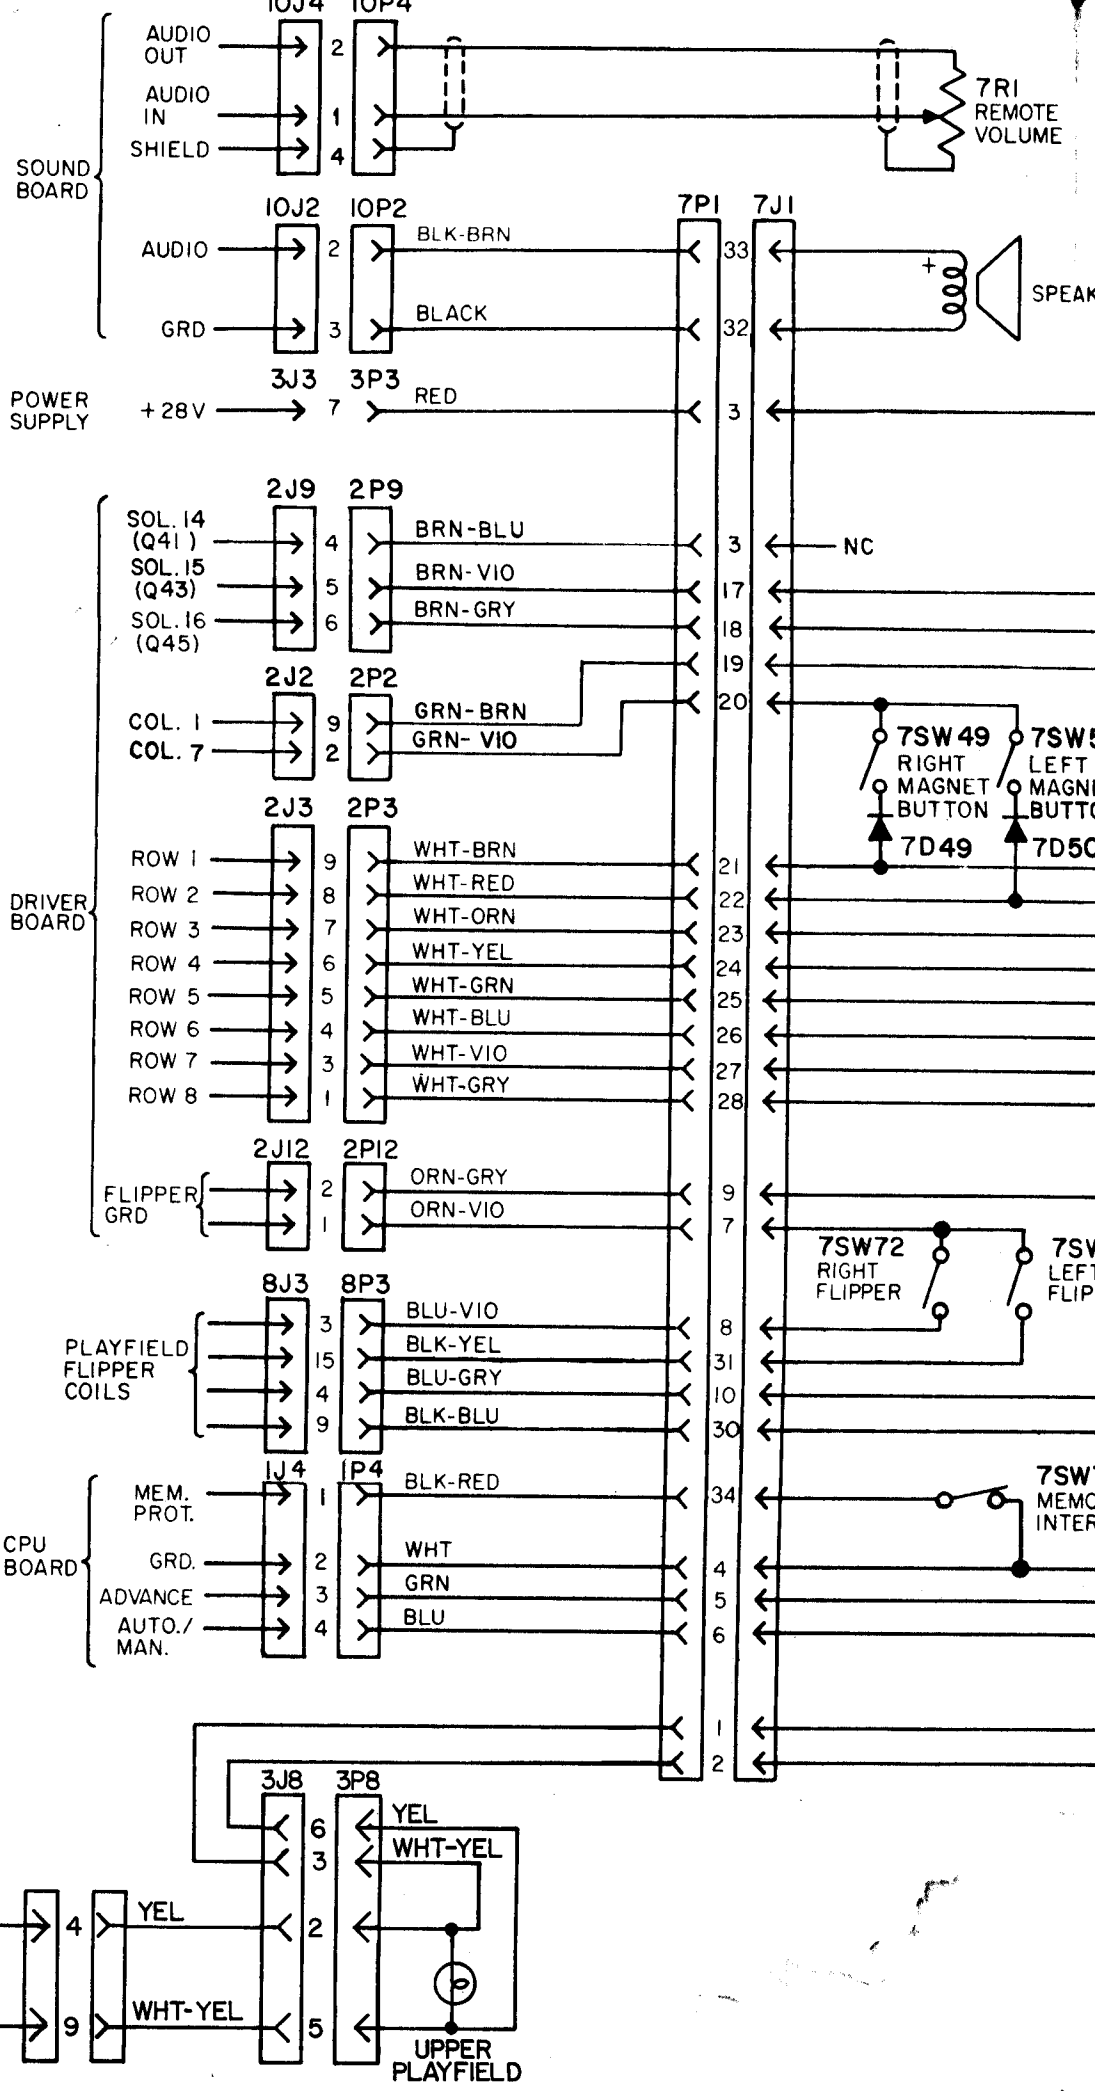 10J4 10P4
AUDIO OUT 2
AUDIO IN 1
SHIELD 4
7R1
REMOTE
VOLUME
SOUND
BOARD
10J2 10P2 7P1 7J1
AUDIO 2 BLK-BRN 33 +
GRD 3 BLACK 32
3J3 3P3
POWER
SUPPLY
+28V 7 RED 3
2J9 2P9
SOL. 14
(Q41) 4 BRN-BLU 3 NC
SOL. 15
(Q43) 5 BRN-VIO 17
SOL. 16
(Q45) 6 BRN-GRY 18
19
2J2 2P2 20
COL. 1 9 GRN-BRN
COL. 7 2 GRN-VIO
7SW49
RIGHT
MAGNET
BUTTON
7D49
LEFT
7D50
2J3 2P3
DRIVER
BOARD
ROW 1 9 WHT-BRN 21
ROW 2 8 WHT-RED 22
ROW 3 7 WHT-ORN 23
ROW 4 6 WHT-YEL 24
ROW 5 5 WHT-GRN 25
ROW 6 4 WHT-BLU 26
ROW 7 3 WHT-VIO 27
ROW 8 1 WHT-GRY 28
2J12 2P12
FLIPPER
GRD
2 ORN-GRY 9
1 ORN-VIO 7
7SW72
RIGHT
FLIPPER
LEFT
8J3 8P3
PLAYFIELD
FLIPPER
COILS
3 BLU-VIO 8
15 BLK-YEL 31
4 BLU-GRY 10
9 BLK-BLU 30
1J4 1P4
CPU
BOARD
MEM.
PROT. 1 BLK-RED 34
GRD. 2 WHT 4
ADVANCE 3 GRN 5
AUTO./
MAN. 4 BLU 6
1
2
3J8 3P8
6 YEL
3 WHT-YEL
4 YEL 2
9 WHT-YEL 5
UPPER
PLAYFIELD